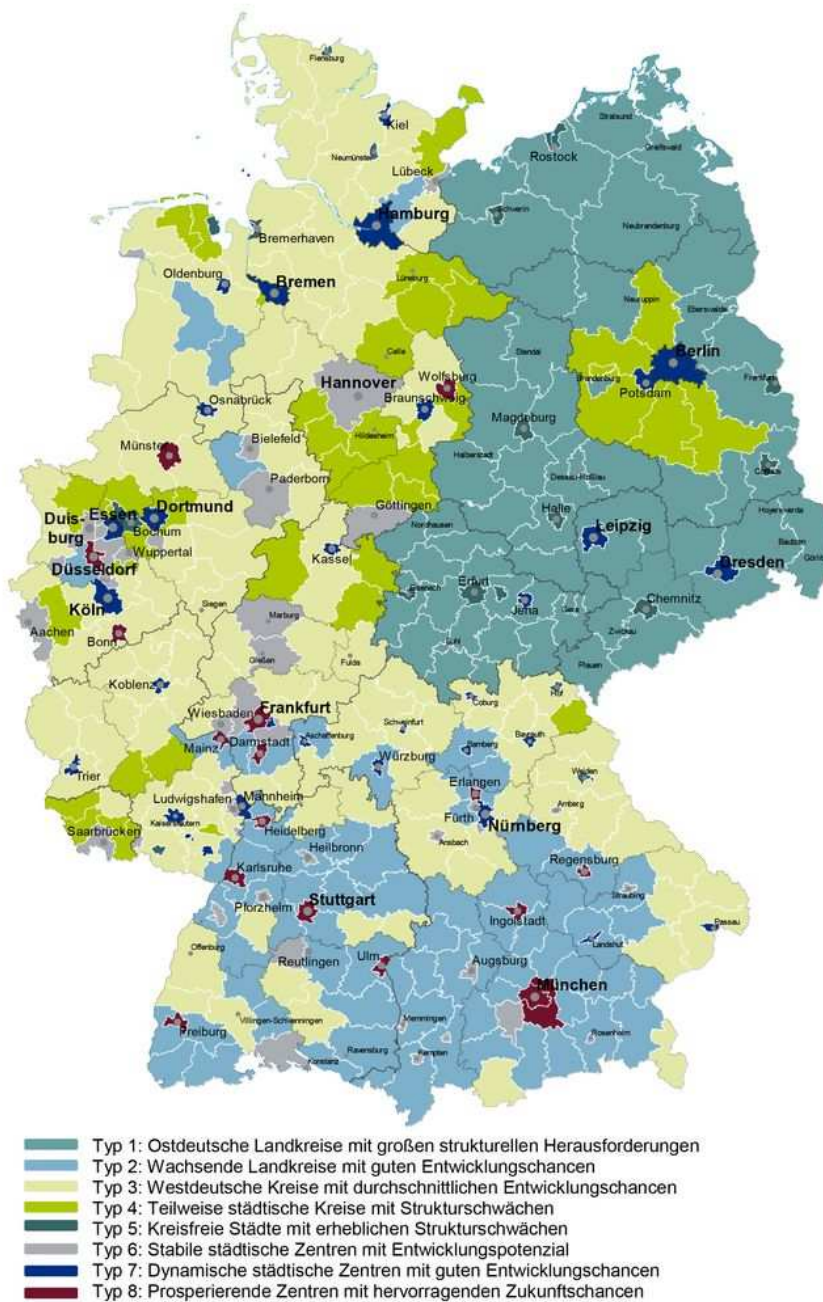 Flensburg
Kiel
Neumünster
Lübeck
Stralsund
Greifswald
Rostock
Schwerin
Neubrandenburg
Hamburg
Bremerhaven
Oldenburg
Bremen
Lüneburg
Neuruppin
Eberswalde
Celle
Stendal
Berlin
Hannover
Wolfsburg
Braunschweig
Brandenburg
Potsdam
Frankfurt
Osnabrück
Magdeburg
Münster
Bielefeld
Hildesheim
Halberstadt
Dessau-Roßlau
Cottbus
Paderborn
Göttingen
Nordhausen
Halle
Hoyerswerda
Duis-
burg
Essen
Dortmund
Bochum
Wuppertal
Kassel
Leipzig
Bautzen
Görlitz
Düsseldorf
Dresden
Köln
Eisenach
Erfurt
Jena
Gera
Chemnitz
Siegen
Marburg
Aachen
Bonn
Suhl
Zwickau
Gießen
Fulda
Plauen
Koblenz
Hof
Wiesbaden
Frankfurt
Coburg
Schweinfurt
Mainz
Darmstadt
Aschaffenburg
Bamberg
Bayreuth
Trier
Würzburg
Weiden
Ludwigshafen
Mannheim
Erlangen
Kaiserslautern
Fürth
Nürnberg
Amberg
Saarbrücken
Heidelberg
Ansbach
Heilbronn
Karlsruhe
Regensburg
Pforzheim
Stuttgart
Straubing
Ingolstadt
Passau
Offenburg
Reutlingen
Ulm
Landshut
Augsburg
München
Villingen-Schwenningen
Memmingen
Freiburg
Rosenheim
Ravensburg
Kempten
Konstanz
Typ 1: Ostdeutsche Landkreise mit großen strukturellen Herausforderungen
Typ 2: Wachsende Landkreise mit guten Entwicklungschancen
Typ 3: Westdeutsche Kreise mit durchschnittlichen Entwicklungschancen
Typ 4: Teilweise städtische Kreise mit Strukturschwächen
Typ 5: Kreisfreie Städte mit erheblichen Strukturschwächen
Typ 6: Stabile städtische Zentren mit Entwicklungspotenzial
Typ 7: Dynamische städtische Zentren mit guten Entwicklungschancen
Typ 8: Prosperierende Zentren mit hervorragenden Zukunftschancen